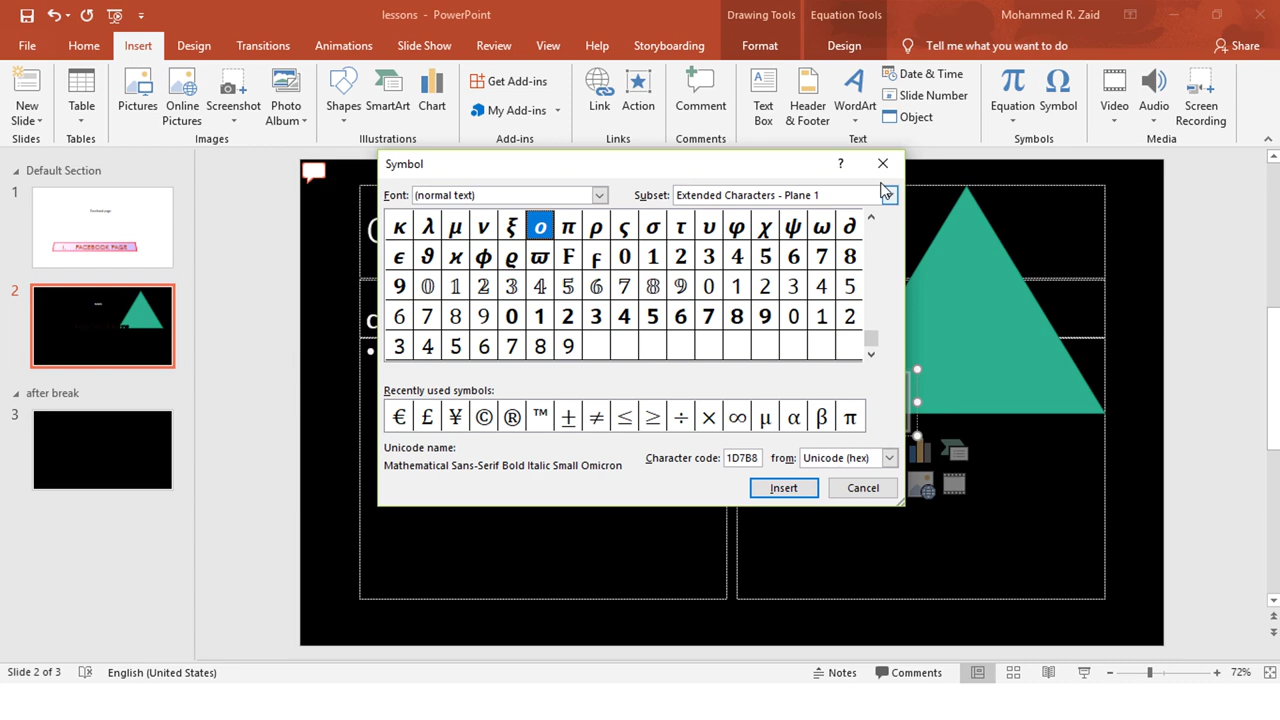 lessons - PowerPoint
Drawing Tools
Equation Tools
Mohammed R. Zaid
File Home Insert Design Transitions Animations Slide Show Review View Help Storyboarding Format Design Tell me what you want to do Share
New Slide
Table
Pictures
Online Pictures
Screenshot
Photo Album
Shapes
SmartArt
Chart
Get Add-ins
My Add-ins
Link
Action
Comment
Text Box
Header & Footer
WordArt
Date & Time
Slide Number
Object
Equation
Symbol
Video
Audio
Screen Recording
Slides Tables Images Illustrations Add-ins Links Comments Text Symbols Media
Default Section
1
FACEBOOK PAGE
2
after break
3
Symbol
Font: (normal text) Subset: Extended Characters - Plane 1
κ λ μ ν ξ ο π ρ ς σ τ υ φ χ ψ ω ∂
ϵ ϑ ϰ ϕ ϱ ϖ Ϝ ϝ 0 1 2 3 4 5 6 7 8
9 0 1 2 3 4 5 6 7 8 9 0 1 2 3 4 5
6 7 8 9 0 1 2 3 4 5 6 7 8 9 0 1 2
3 4 5 6 7 8 9
Recently used symbols:
€ £ ¥ © ® ™ ± ≠ ≤ ≥ ÷ × ∞ μ α β π
Unicode name:
Mathematical Sans-Serif Bold Italic Small Omicron
Character code: 1D7B8 from: Unicode (hex)
Insert Cancel
Slide 2 of 3 English (United States) Notes Comments 72%